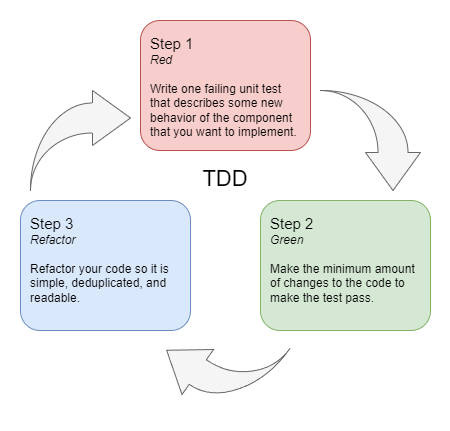 Step 1
Red
Write one failing unit test
that describes some new
behavior of the component
that you want to implement.
TDD
Step 2
Green
Make the minimum amount
of changes to the code to
make the test pass.
Step 3
Refactor
Refactor your code so it is
simple, deduplicated, and
readable.